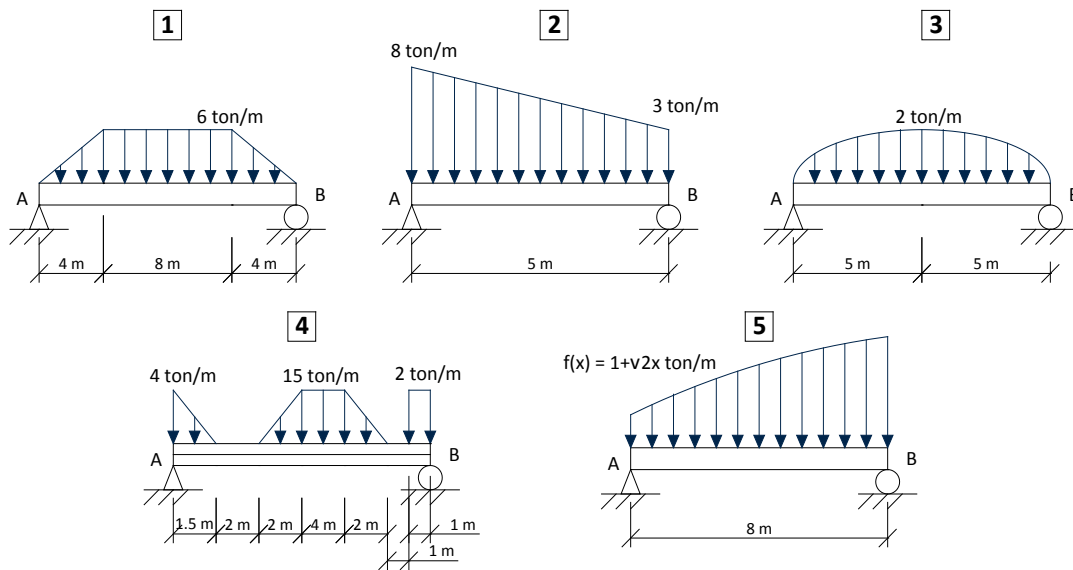 1
6 ton/m
A
B
4 m
8 m
4 m
2
8 ton/m
3 ton/m
A
B
5 m
3
2 ton/m
A
B
5 m
5 m
4
4 ton/m
15 ton/m
2 ton/m
A
B
1.5 m
2 m
2 m
4 m
2 m
1 m
1 m
5
f(x) = 1+v2x ton/m
A
B
8 m